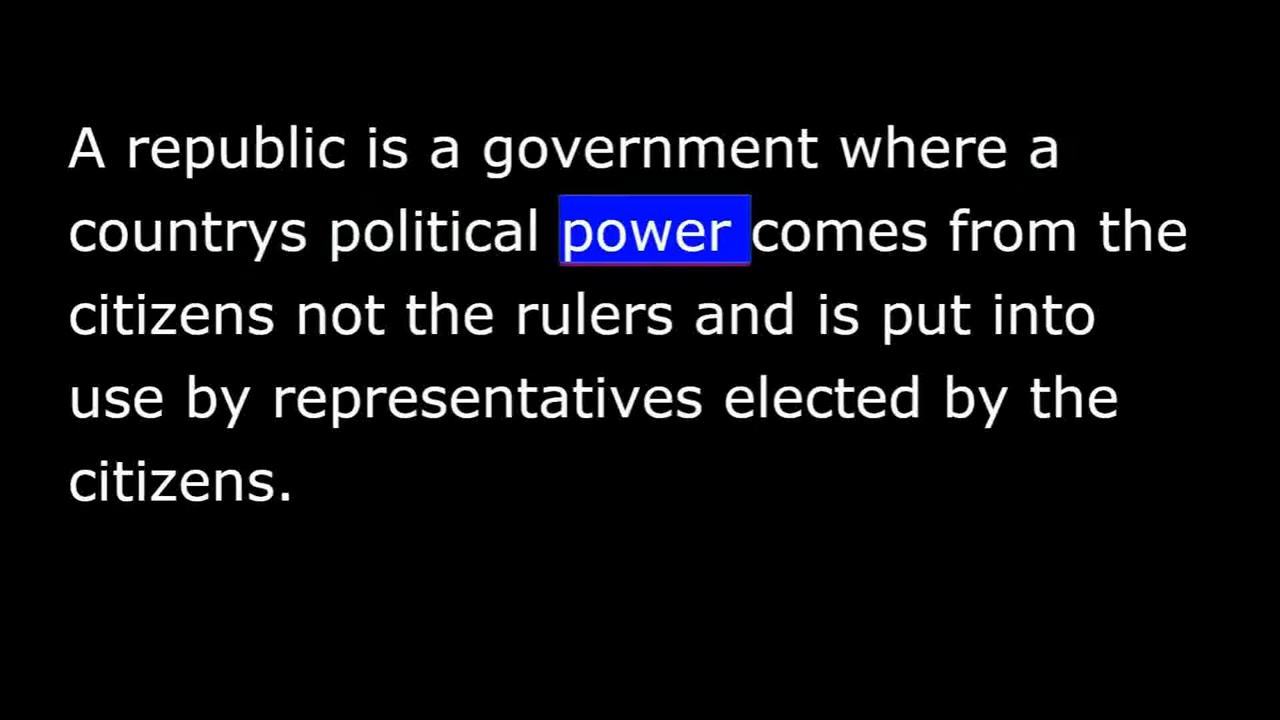 A republic is a government where a
countrys political power comes from the
citizens not the rulers and is put into
use by representatives elected by the
citizens.